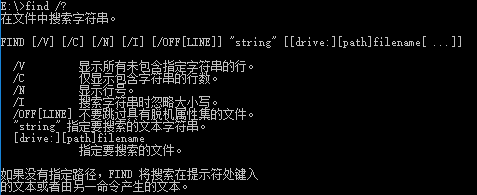 E:\>find /?
在文件中搜索字符串。
FIND [/V] [/C] [/N] [/I] [/OFF[LINE]] "string" [[drive:][path]filename[ ...]]
/V 显示所有未包含指定字符串的行。
/C 仅显示包含字符串的行数。
/N 显示行号。
/I 搜索字符串时忽略大小写。
/OFF[LINE] 不要跳过具有脱机属性集的文件。
"string" 指定要搜索的文本字符串。
[drive:][path]filename
指定要搜索的文件。
如果没有指定路径，FIND 将搜索在提示符处键入
的文本或者由另一命令产生的文本。